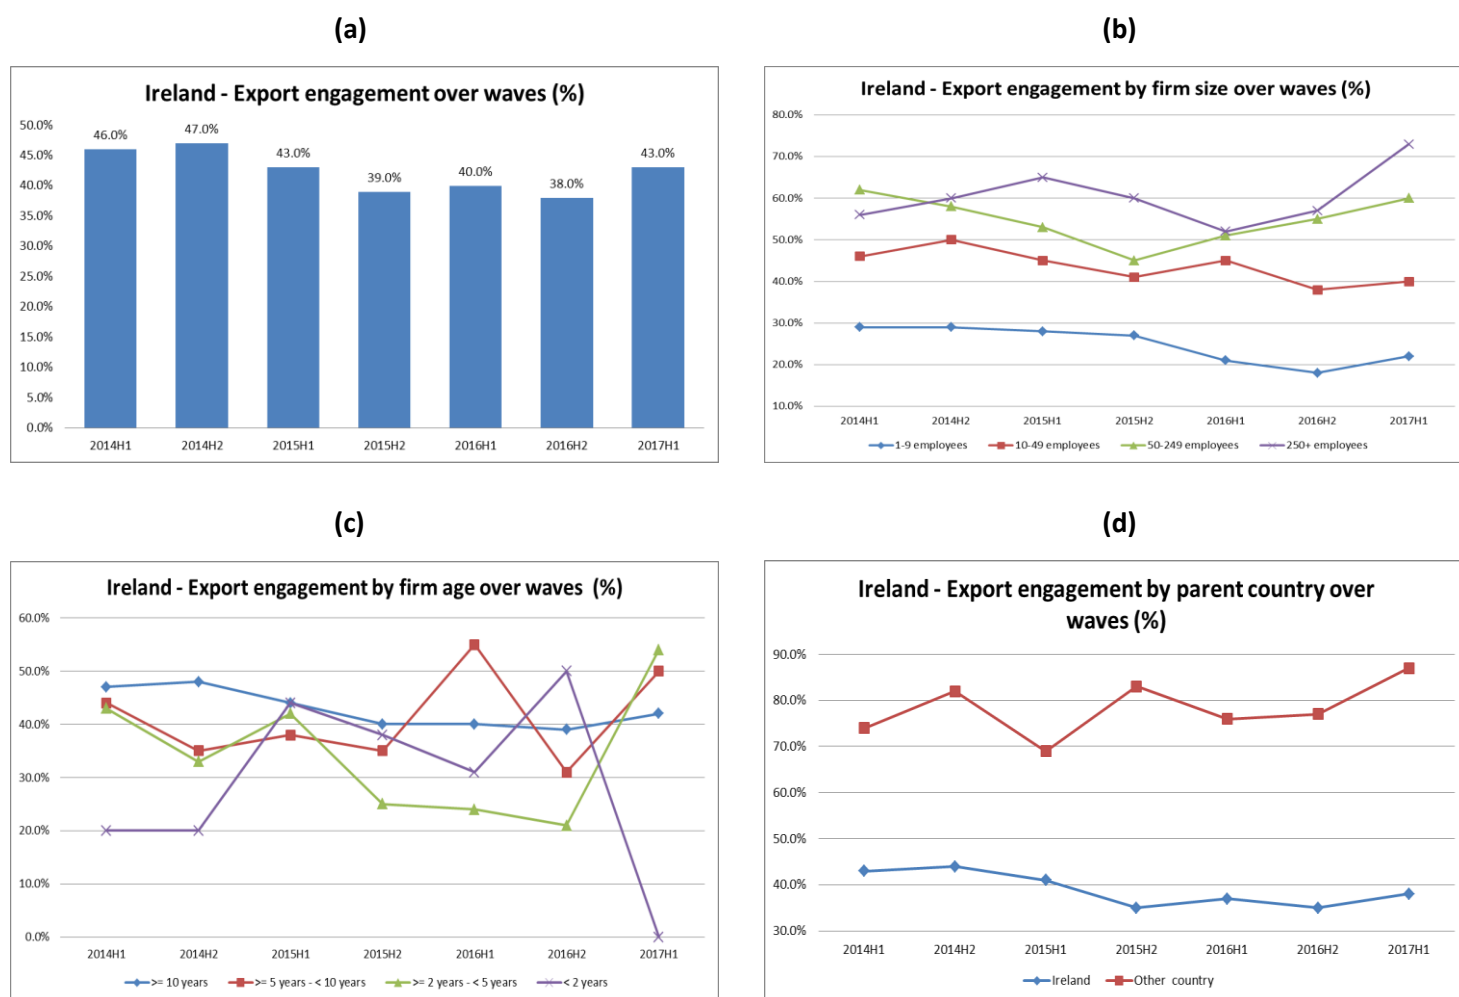 (a)
Ireland - Export engagement over waves (%)
50.0%
45.0%
40.0%
35.0%
30.0%
25.0%
20.0%
15.0%
10.0%
5.0%
0.0%
46.0%
47.0%
43.0%
39.0%
40.0%
38.0%
43.0%
2014H1 2014H2 2015H1 2015H2 2016H1 2016H2 2017H1
(b)
Ireland - Export engagement by firm size over waves (%)
80.0%
70.0%
60.0%
50.0%
40.0%
30.0%
20.0%
10.0%
2014H1 2014H2 2015H1 2015H2 2016H1 2016H2 2017H1
1-9 employees 10-49 employees 50-249 employees 250+ employees
(c)
Ireland - Export engagement by firm age over waves (%)
60.0%
50.0%
40.0%
30.0%
20.0%
10.0%
0.0%
2014H1 2014H2 2015H1 2015H2 2016H1 2016H2 2017H1
>= 10 years >= 5 years - < 10 years >= 2 years - < 5 years < 2 years
(d)
Ireland - Export engagement by parent country over
waves (%)
90.0%
80.0%
70.0%
60.0%
50.0%
40.0%
30.0%
2014H1 2014H2 2015H1 2015H2 2016H1 2016H2 2017H1
Ireland Other country